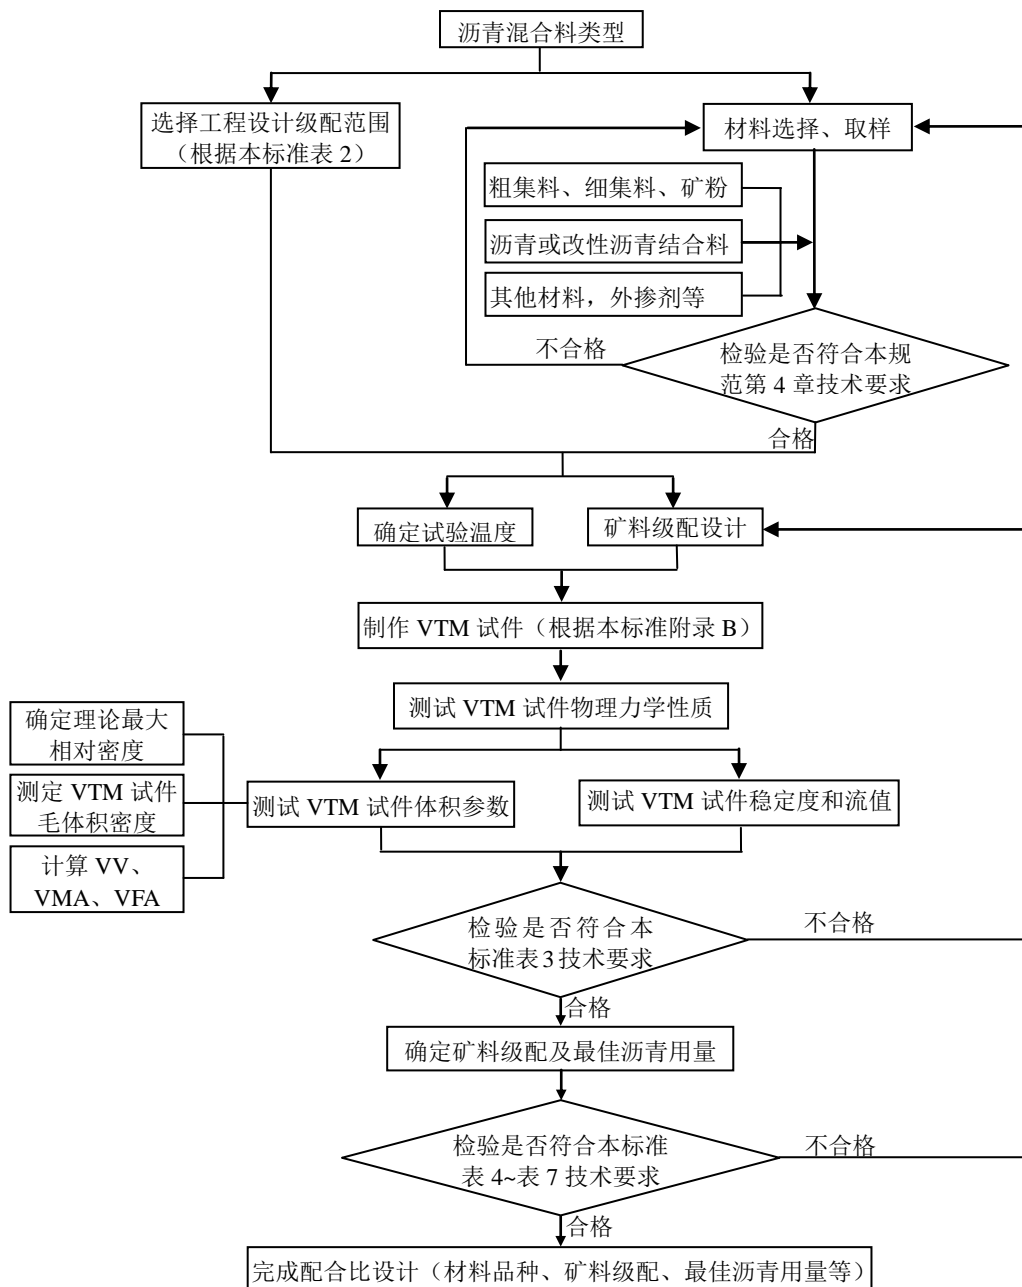 沥青混合料类型
选择工程设计级配范围
（根据本标准表 2）
材料选择、取样
粗集料、细集料、矿粉
沥青或改性沥青结合料
其他材料，外掺剂等
不合格
检验是否符合本规
范第 4 章技术要求
合格
确定试验温度
矿料级配设计
制作 VTM 试件（根据本标准附录 B）
测试 VTM 试件物理力学性质
确定理论最大
相对密度
测定 VTM 试件
毛体积密度
计算 VV、
VMA、VFA
测试 VTM 试件体积参数
测试 VTM 试件稳定度和流值
检验是否符合本
标准表 3 技术要求
不合格
合格
确定矿料级配及最佳沥青用量
检验是否符合本标准
表 4~表 7 技术要求
不合格
合格
完成配合比设计（材料品种、矿料级配、最佳沥青用量等）